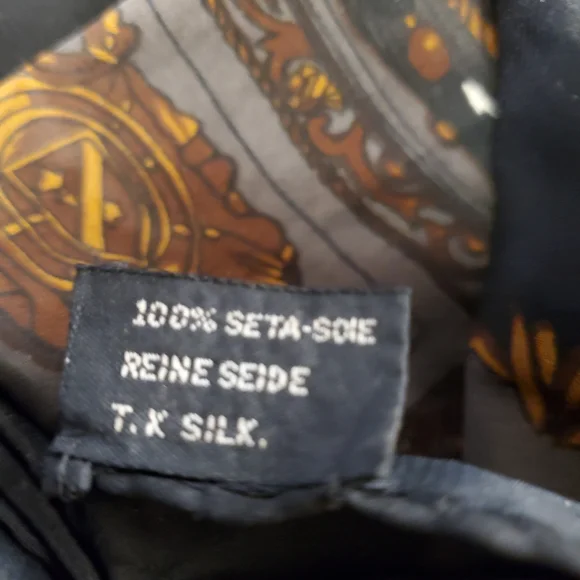 100% SETA-SOIE
REINE SEIDE
T.X SILK.